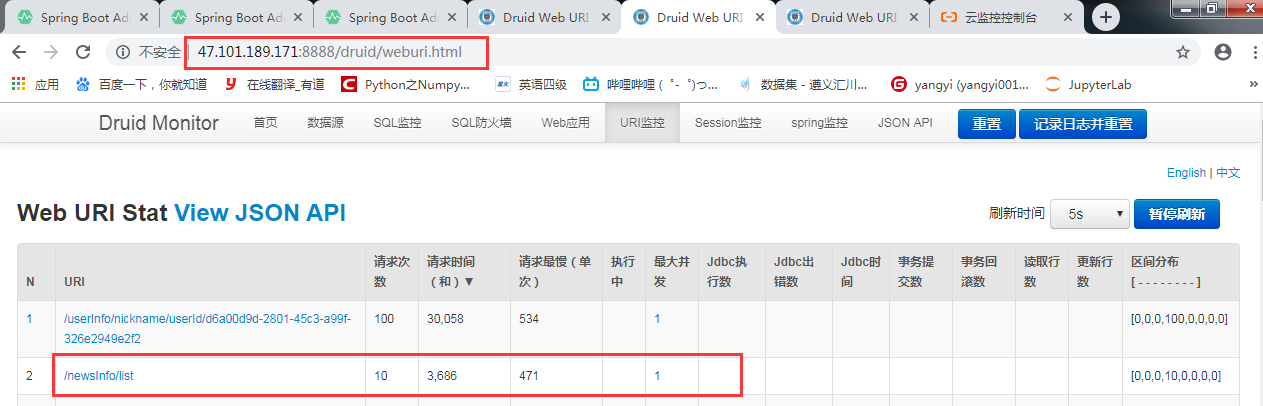 Spring Boot Ad
Spring Boot Ad
Spring Boot Ad
Druid Web URI
Druid Web URI
Druid Web URI
云监控控制台
不安全 | 47.101.189.171:8888/druid/weburi.html
应用
百度一下，你就知道
在线翻译_有道
Python之Numpy...
英语四级
哔哩哔哩 ( ゜- ゜)つ...
数据集 - 遵义汇川...
yangyi (yangyi001...
JupyterLab
»
Druid Monitor
首页
数据源
SQL监控
SQL防火墙
Web应用
URI监控
Session监控
spring监控
JSON API
重置
记录日志并重置
English | 中文
Web URI Stat View JSON API
刷新时间
5s
暂停刷新
N
URI
请求次
数
请求时间
（和）▼
请求最慢（单
次）
执行
中
最大并
发
Jdbc执
行数
Jdbc出
错数
Jdbc时
间
事务提
交数
事务回
滚数
读取行
数
更新行
数
区间分布
[ - - - - - - - - ]
1
/userInfo/nickname/userId/d6a00d9d-2801-45c3-a99f-
326e2949e2f2
100
30,058
534
1
[0,0,0,100,0,0,0,0]
2
/newsInfo/list
10
3,686
471
1
[0,0,0,10,0,0,0,0]